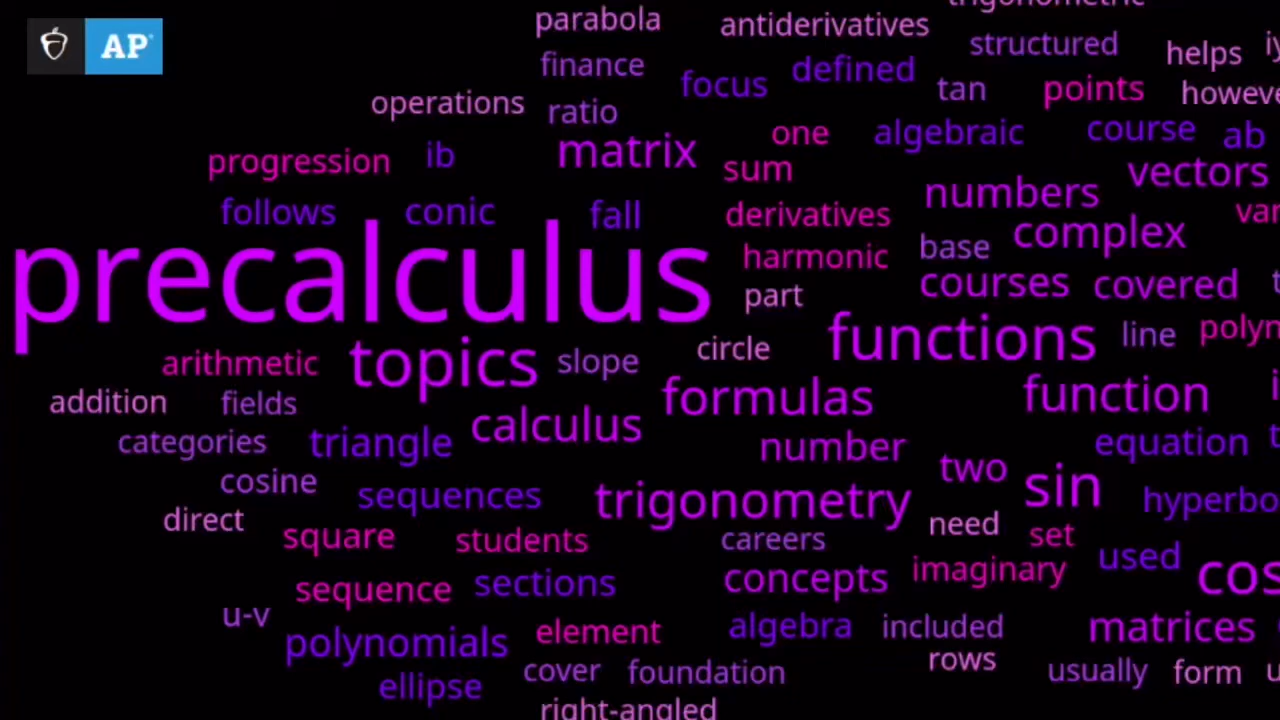 AP
parabola antiderivatives trigonometric
finance focus defined structured helps
operations ratio tan points
progression ib matrix one algebraic course ab
sum vectors
follows conic fall derivatives numbers
precalculus harmonic base complex
part courses covered
arithmetic topics slope circle functions line
addition fields formulas function
categories triangle calculus number equation
cosine sequences trigonometry two sin
direct square students careers need set
sequence sections concepts imaginary used cos
u-v polynomials element algebra included matrices
ellipse cover foundation rows usually form
right-angled